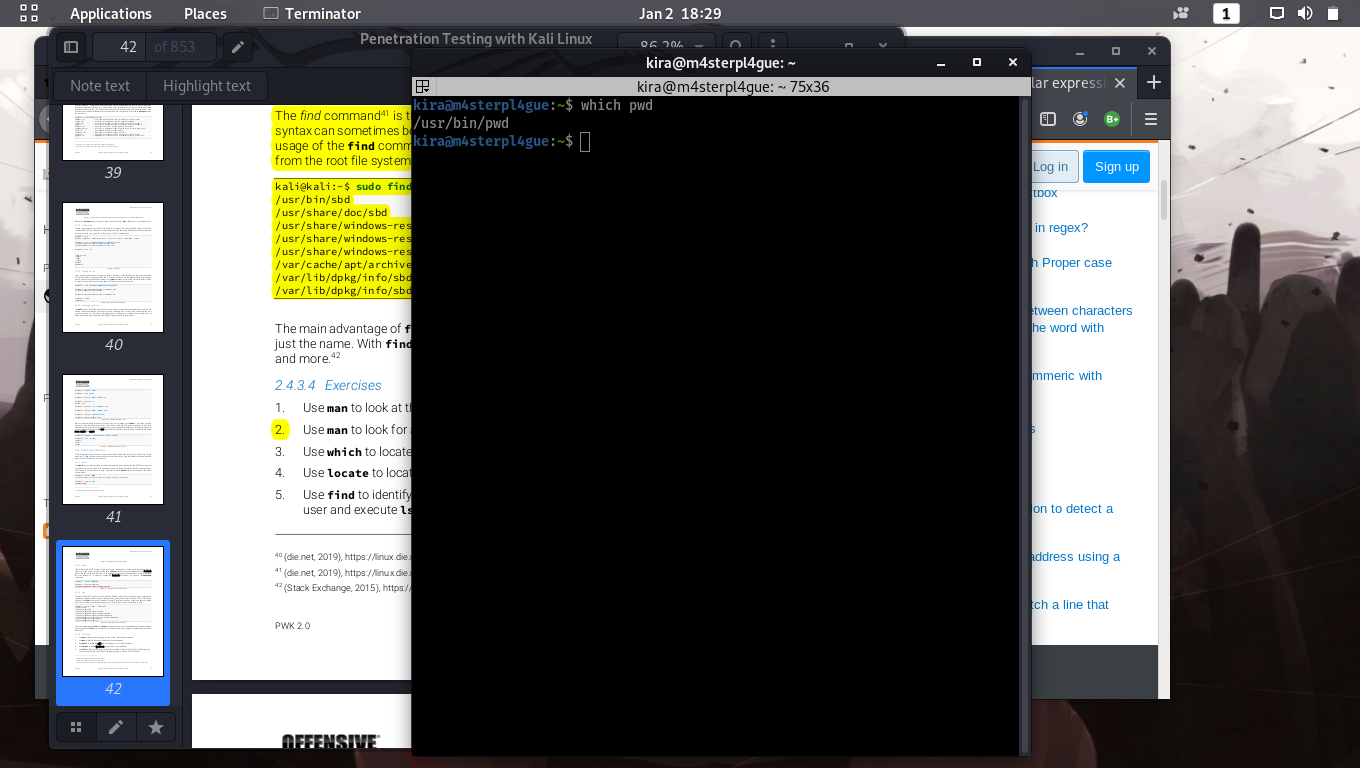 Applications Places Terminator Jan 2 18:29 1
42 of 853 Penetration Testing with Kali Linux 86.2%
Note text Highlight text
39
40
41
42
The find command41 is t
syntax can sometimes be
usage of the find comm
from the root file system
kali@kali:~$ sudo find
/usr/bin/sbd
/usr/share/doc/sbd
/usr/share/windows-res
/usr/share/windows-res
/usr/share/windows-res
/var/cache/apt/archive
/var/lib/dpkg/info/sbd
/var/lib/dpkg/info/sbd
The main advantage of f
just the name. With find
and more.42
2.4.3.4 Exercises
1. Use man to look at th
2. Use man to look for
3. Use which to locate
4. Use locate to locat
5. Use find to identify
user and execute ls
40 (die.net, 2019), https://linux.die.
41 (die.net, 2019), https://linux.die.
42 (Stack Exchange, 2015), https:/
PWK 2.0
OFFENSIVE
kira@m4sterpl4gue: ~
kira@m4sterpl4gue: ~ 75x36
kira@m4sterpl4gue:~$ which pwd
/usr/bin/pwd
kira@m4sterpl4gue:~$
lar expressi
B+
Log in Sign up
tbox
in regex?
h Proper case
etween characters
he word with
mmeric with
s
on to detect a
address using a
tch a line that